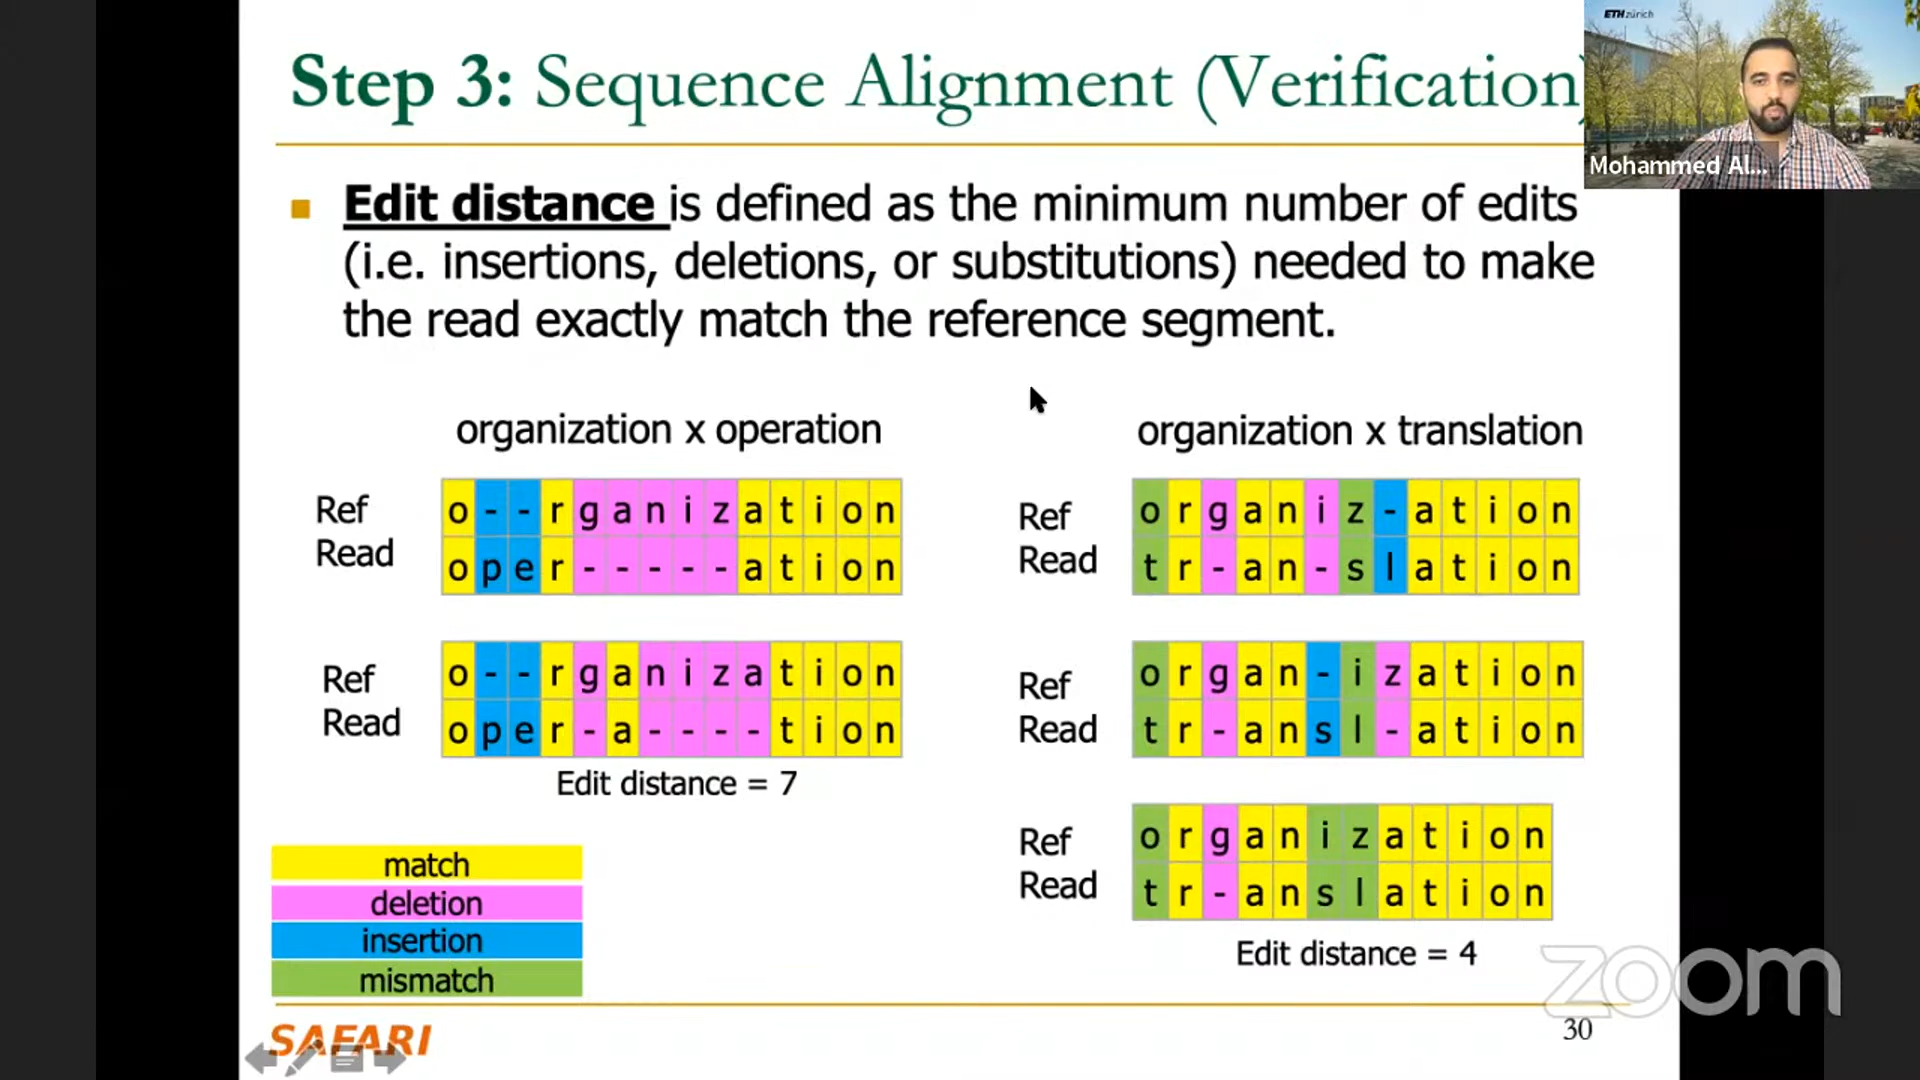 Step 3: Sequence Alignment (Verification)
ETH zürich
Mohammed Al...
Edit distance is defined as the minimum number of edits
(i.e. insertions, deletions, or substitutions) needed to make
the read exactly match the reference segment.
organization x operation
Ref o - - r g a n i z a t i o n
Read o p e r - - - - - a t i o n
Ref o - - r g a n i z a t i o n
Read o p e r - a - - - - t i o n
Edit distance = 7
match
deletion
insertion
mismatch
organization x translation
Ref o r g a n i z - a t i o n
Read t r - a n - s l a t i o n
Ref o r g a n - i z a t i o n
Read t r - a n s l - a t i o n
Ref o r g a n i z a t i o n
Read t r - a n s l a t i o n
Edit distance = 4
zoom
SAFARI
30